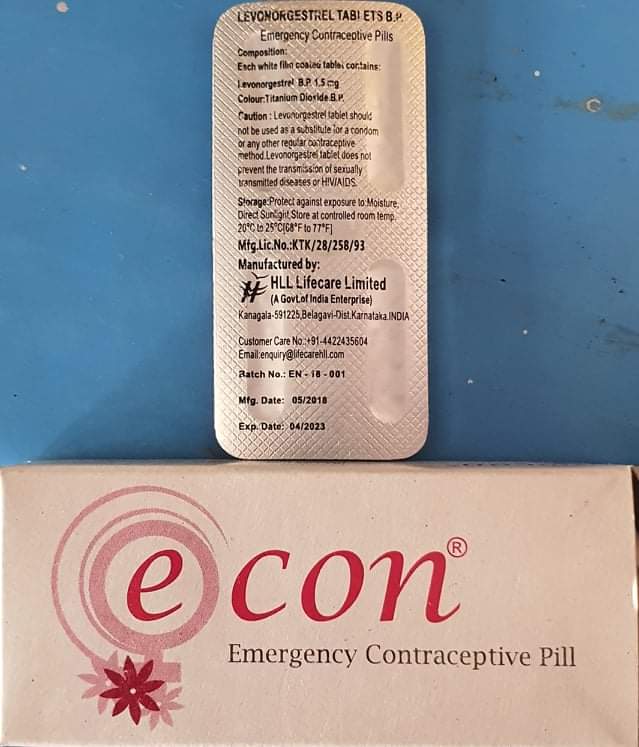 LEVONORGESTREL TABLETS B.P.
Emergency Contraceptive Pills
Composition:
Each white film coated tablet contains:
Levonorgestrel B.P. 1.5 mg
Colour:Titanium Dioxide B.P.
Caution : Levonorgestrel tablet should
not be used as a substitute for a condom
or any other regular contraceptive
method.Levonorgestrel tablet does not
prevent the transmission of sexually
transmitted diseases or HIV/AIDS.
Storage:Protect against exposure to Moisture,
Direct Sunlight,Store at controlled room temp.
20°C to 25°C[68°F to 77°F]
Mfg.Lic.No.:KTK/28/258/93
Manufactured by:
HLL Lifecare Limited
(A Govt.of India Enterprise)
Kanagala-591225,Belagavi-Dist.Karnataka.INDIA
Customer Care No.:+91-4422435604
Email:enquiry@lifecarehll.com
Batch No.: EN - 18 - 001
Mfg. Date: 05/2018
Exp. Date: 04/2023
econ®
Emergency Contraceptive Pill